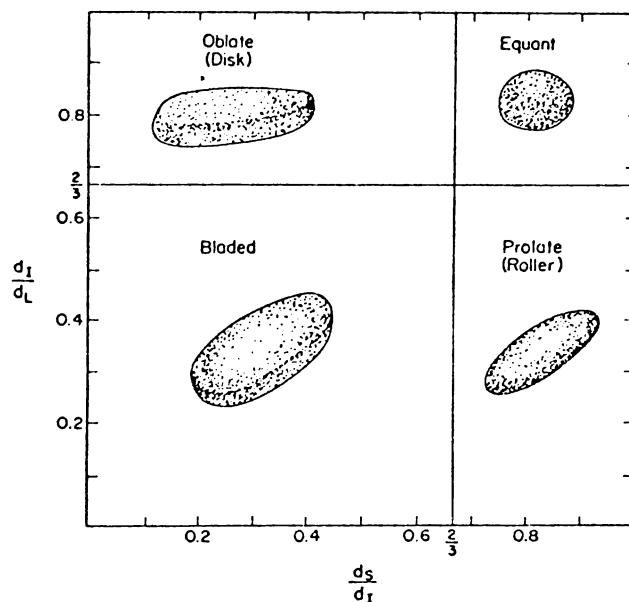 Oblate
(Disk)
Equant
0.8
2/3
0.6
Bladed
Prolate
(Roller)
dI/dL
0.4
0.2
0.2
0.4
0.6
2/3
0.8
dS/dI